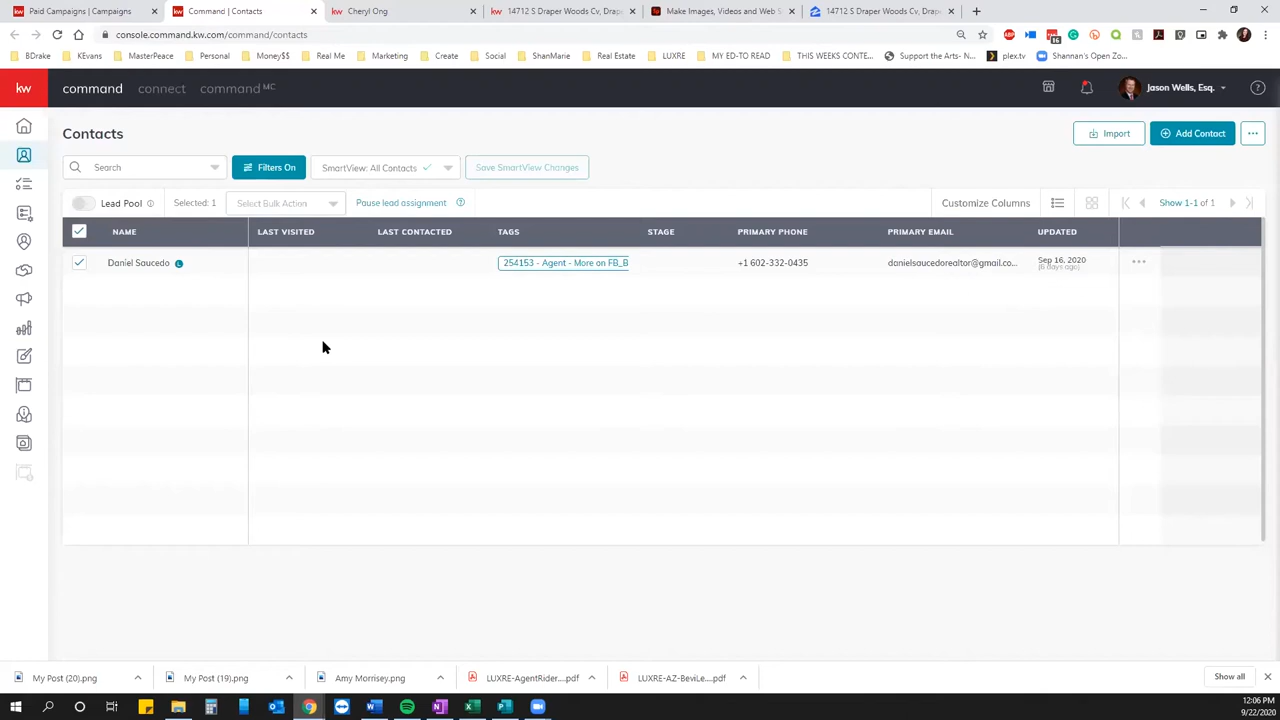 Paid Campaigns | Campaigns
Command | Contacts
Cheryl Ong
14712 S Draper Woods Cv, Drape
Make Images, Videos and Web S
14712 S Draper Woods Cv, Drap
console.command.kw.com/command/contacts
BDrake
KEvans
MasterPeace
Personal
Money$$
Real Me
Marketing
Create
Social
ShanMarie
Real Estate
LUXRE
MY ED-TO READ
THIS WEEKS CONTE...
Support the Arts- N...
plex.tv
Shannan's Open Zo...
kw
command
connect
command MC
Jason Wells, Esq.
Contacts
Import
Add Contact
Search
Filters On
SmartView: All Contacts
Save SmartView Changes
Lead Pool
Selected: 1
Select Bulk Action
Pause lead assignment
Customize Columns
Show 1-1 of 1
NAME
LAST VISITED
LAST CONTACTED
TAGS
STAGE
PRIMARY PHONE
PRIMARY EMAIL
UPDATED
Daniel Saucedo
L
254153 - Agent - More on FB_B
+1 602-332-0435
danielsaucedorealtor@gmail.co...
Sep 16, 2020
(6 days ago)
My Post (20).png
My Post (19).png
Amy Morrisey.png
LUXRE-AgentRider....pdf
LUXRE-AZ-BeviLe....pdf
Show all
12:06 PM
9/22/2020